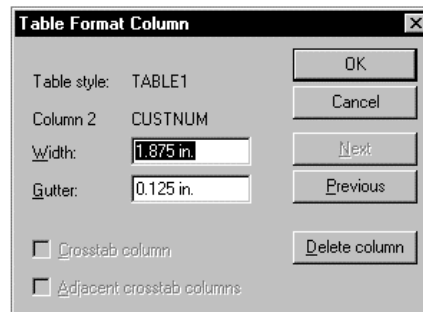 Table Format Column
Table style: TABLE1
Column 2 CUSTNUM
Width: 1.875 in.
Gutter: 0.125 in.
Crosstab column
Adjacent crosstab columns
OK
Cancel
Next
Previous
Delete column